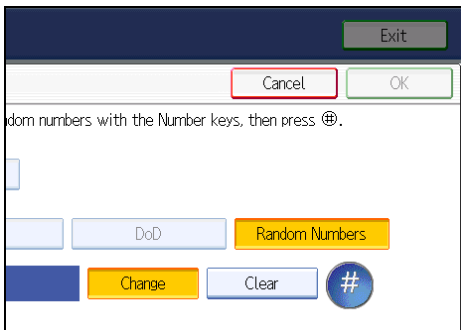 Exit
Cancel OK
dom numbers with the Number keys, then press #.
DoD Random Numbers
Change Clear #